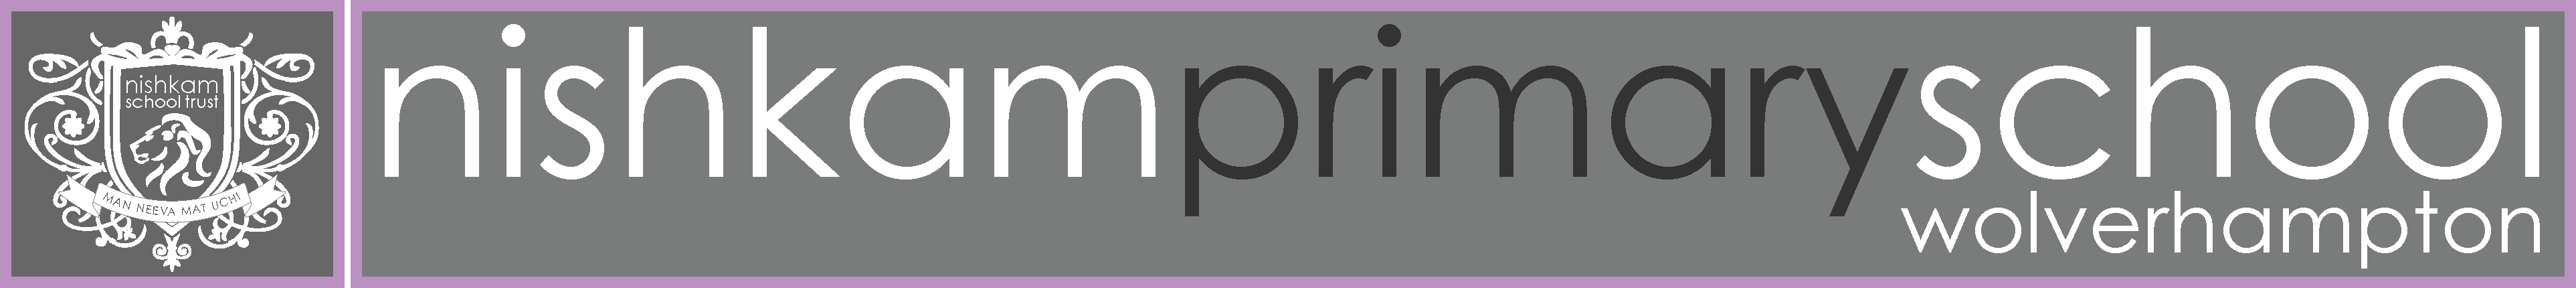 nishkam
school trust
MAN NEEVA MAT UCHI
nishkamprimaryschool
wolverhampton